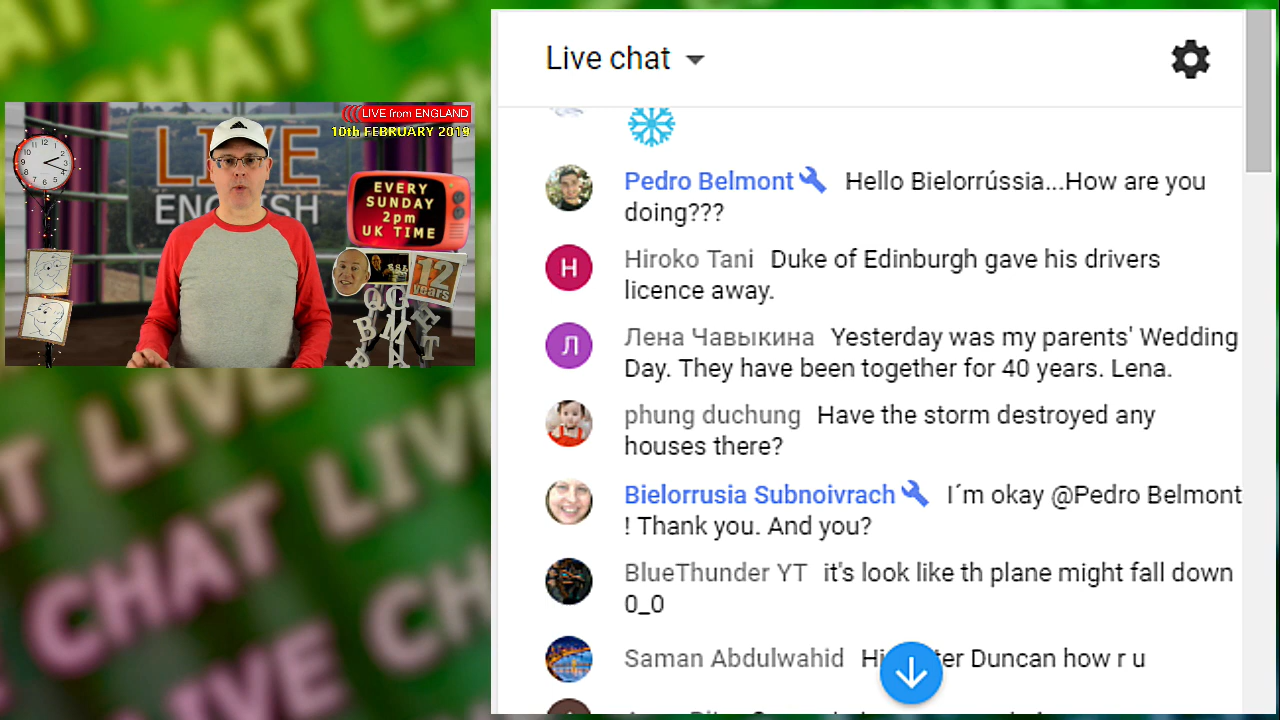 LIVE from ENGLAND
10th FEBRUARY 2019
LIVE
ENGLISH
EVERY
SUNDAY
2pm
UK TIME
12
years
Live chat
Pedro Belmont Hello Bielorrússia...How are you
doing???
Hiroko Tani Duke of Edinburgh gave his drivers
licence away.
Лена Чавыкина Yesterday was my parents' Wedding
Day. They have been together for 40 years. Lena.
phung duchung Have the storm destroyed any
houses there?
Bielorrusia Subnoivrach I´m okay @Pedro Belmont
! Thank you. And you?
BlueThunder YT it's look like th plane might fall down
0_0
Saman Abdulwahid Duncan how r u
H
Л
LIVE
CHAT